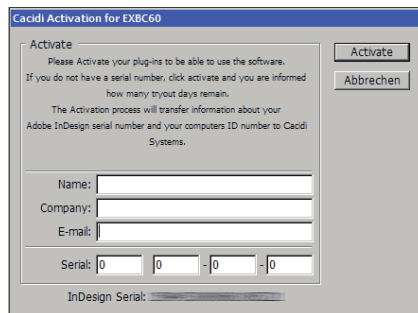 Cacidi Activation for EXBC60
Activate
Please Activate your plug-ins to be able to use the software.
If you do not have a serial number, click activate and you are informed
how many tryout days remain.
The Activation process will transfer information about your
Adobe InDesign serial number and your computers ID number to Cacidi
Systems.
Activate
Abbrechen
Name:
Company:
E-mail:
Serial: 0 0 - 0 - 0
InDesign Serial: